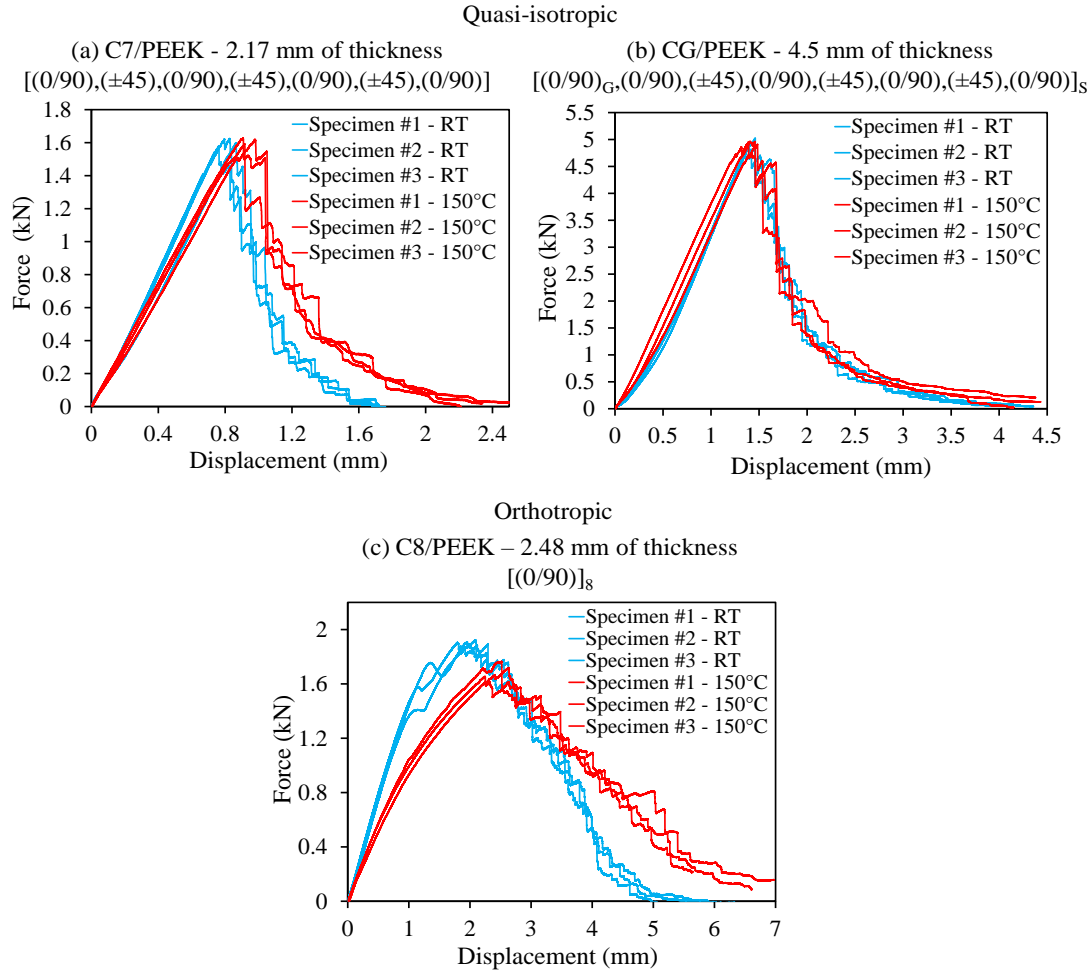 Quasi-isotropic
(a) C7/PEEK - 2.17 mm of thickness
[(0/90),(±45),(0/90),(±45),(0/90),(±45),(0/90)]
1.8
1.6
1.4
1.2
1
0.8
0.6
0.4
0.2
0
Force (kN)
Specimen #1 - RT
Specimen #2 - RT
Specimen #3 - RT
Specimen #1 - 150°C
Specimen #2 - 150°C
Specimen #3 - 150°C
0 0.4 0.8 1.2 1.6 2 2.4
Displacement (mm)
(b) CG/PEEK - 4.5 mm of thickness
[(0/90)G,(0/90),(±45),(0/90),(±45),(0/90),(±45),(0/90)]S
5.5
5
4.5
4
3.5
3
2.5
2
1.5
1
0.5
0
Force (kN)
Specimen #1 - RT
Specimen #2 - RT
Specimen #3 - RT
Specimen #1 - 150°C
Specimen #2 - 150°C
Specimen #3 - 150°C
0 0.5 1 1.5 2 2.5 3 3.5 4 4.5
Displacement (mm)
Orthotropic
(c) C8/PEEK – 2.48 mm of thickness
[(0/90)]8
2
1.6
1.2
0.8
0.4
0
Force (kN)
Specimen #1 - RT
Specimen #2 - RT
Specimen #3 - RT
Specimen #1 - 150°C
Specimen #2 - 150°C
Specimen #3 - 150°C
0 1 2 3 4 5 6 7
Displacement (mm)